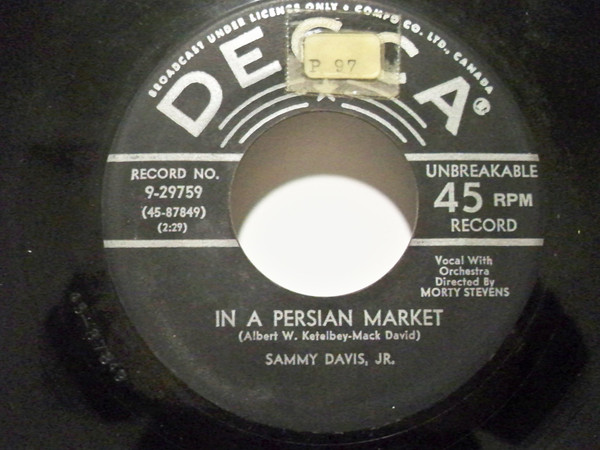 BROADCAST UNDER LICENSE ONLY • COMPO CO. LTD., CANADA
DECCA®
P 97
RECORD NO.
9-29759
(45-87849)
(2:29)
UNBREAKABLE
45 RPM
RECORD
Vocal With
Orchestra
Directed By
MORTY STEVENS
IN A PERSIAN MARKET
(Albert W. Ketelbey-Mack David)
SAMMY DAVIS, JR.